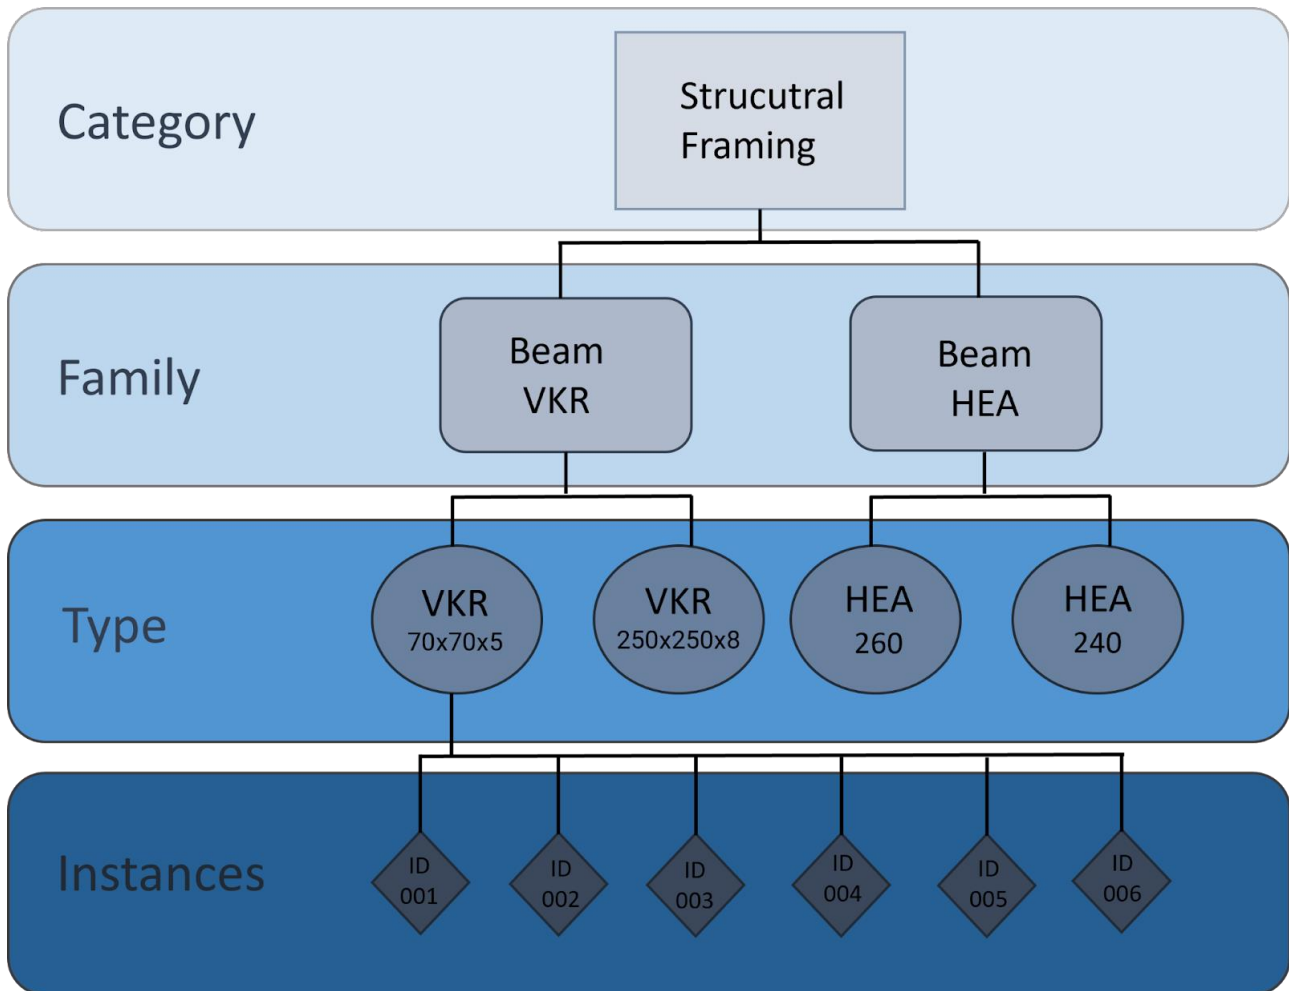 Category
Strucutral
Framing
Family
Beam
VKR
Beam
HEA
Type
VKR
70x70x5
VKR
250x250x8
HEA
260
HEA
240
Instances
ID
001
ID
002
ID
003
ID
004
ID
005
ID
006